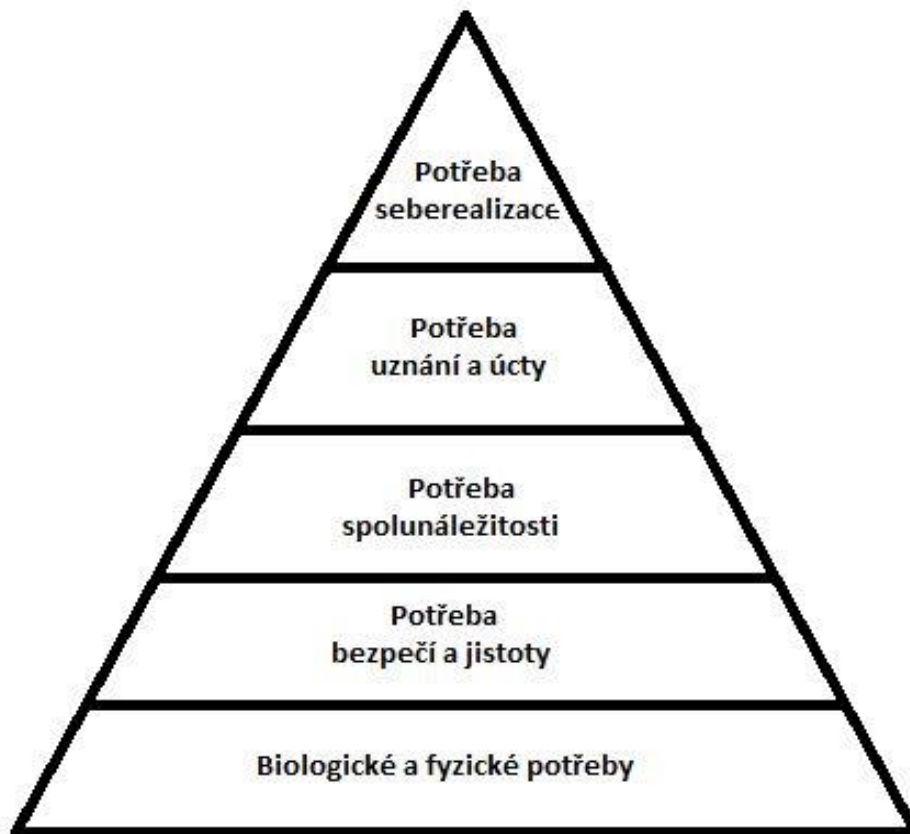 Potřeba
seberealizace
Potřeba
uznání a úcty
Potřeba
spolunáležitosti
Potřeba
bezpečí a jistoty
Biologické a fyzické potřeby